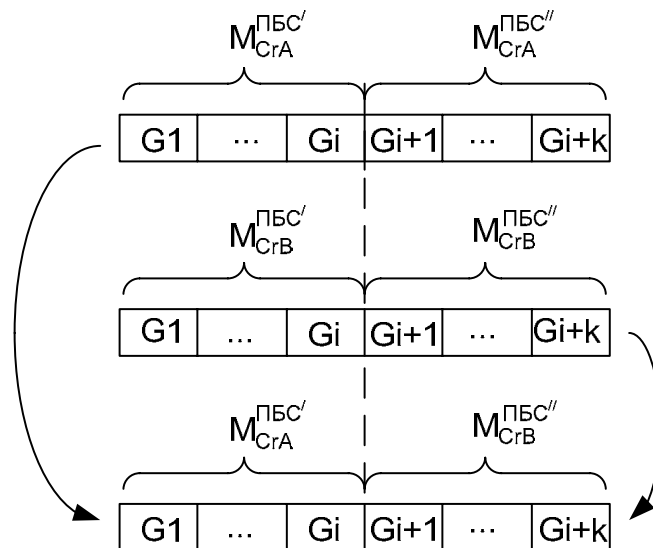 M CrA ПБС/ M CrA ПБС//
G1 ... Gi Gi+1 ... Gi+k
M CrB ПБС/ M CrB ПБС//
G1 ... Gi Gi+1 ... Gi+k
M CrA ПБС/ M CrB ПБС//
G1 ... Gi Gi+1 ... Gi+k